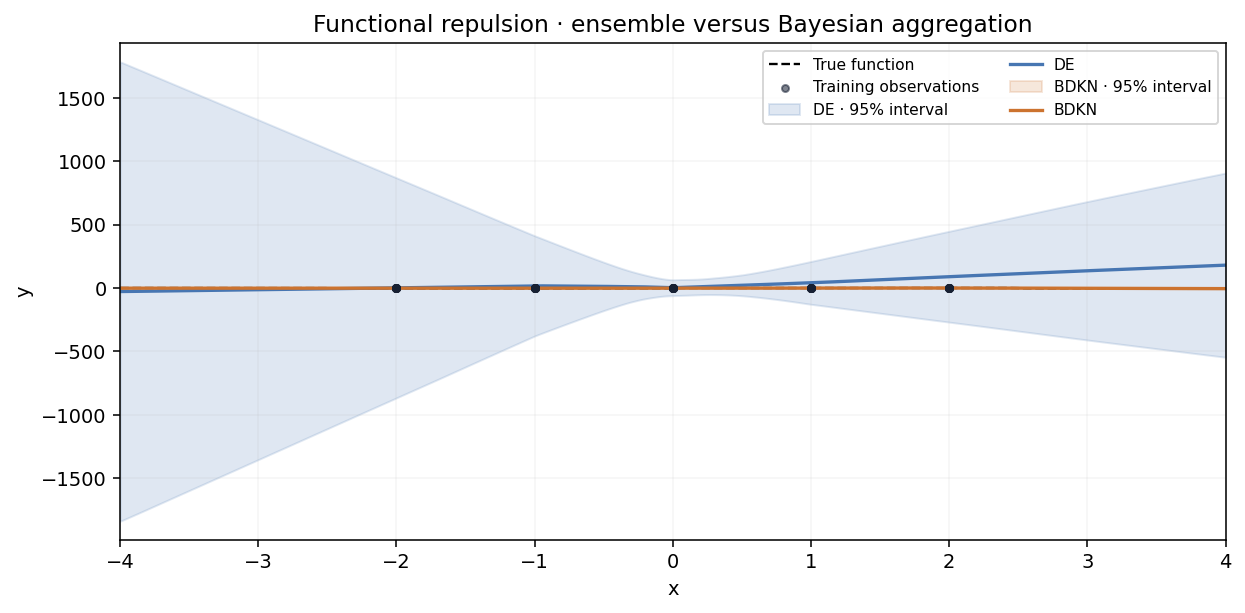 Functional repulsion · ensemble versus Bayesian aggregation
True function
Training observations
DE · 95% interval
DE
BDKN · 95% interval
BDKN
1500
1000
500
0
−500
−1000
−1500
y
−4 −3 −2 −1 0 1 2 3 4
x